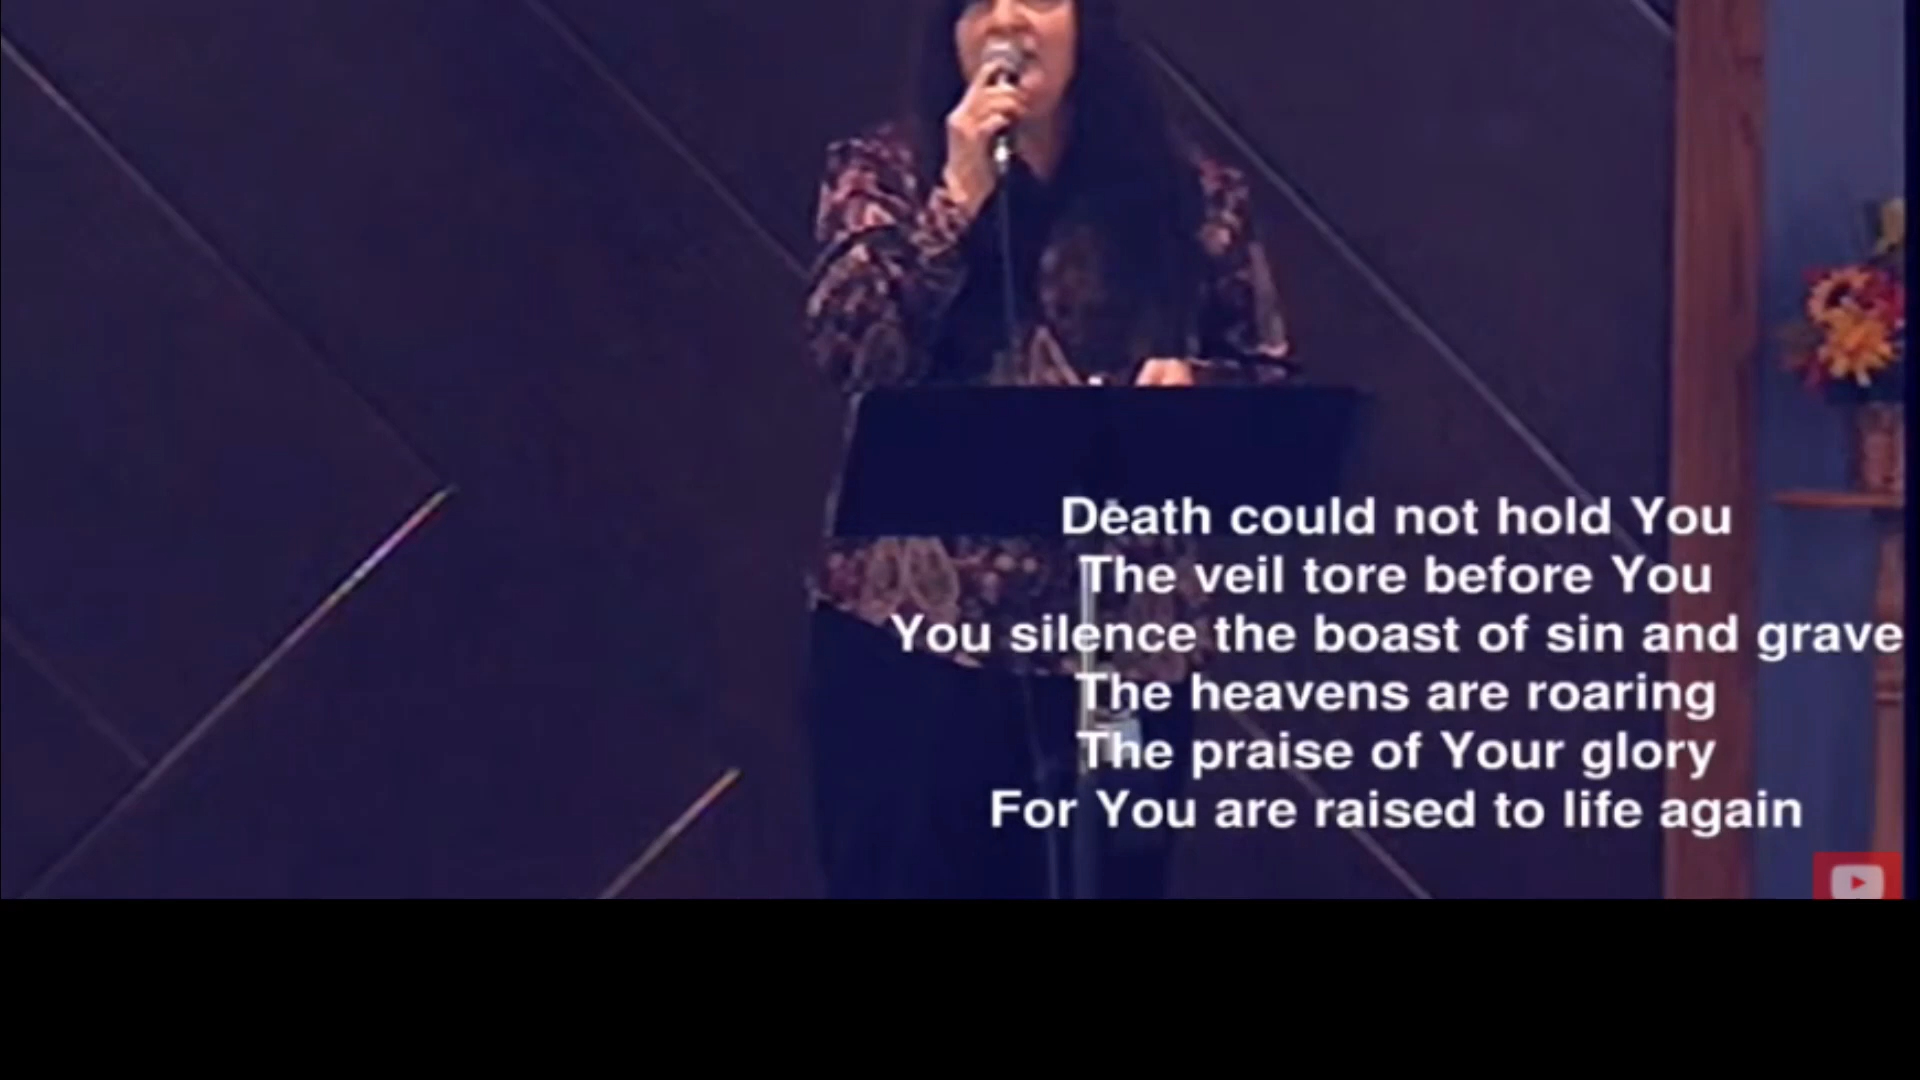 Death could not hold You
The veil tore before You
You silence the boast of sin and grave
The heavens are roaring
The praise of Your glory
For You are raised to life again